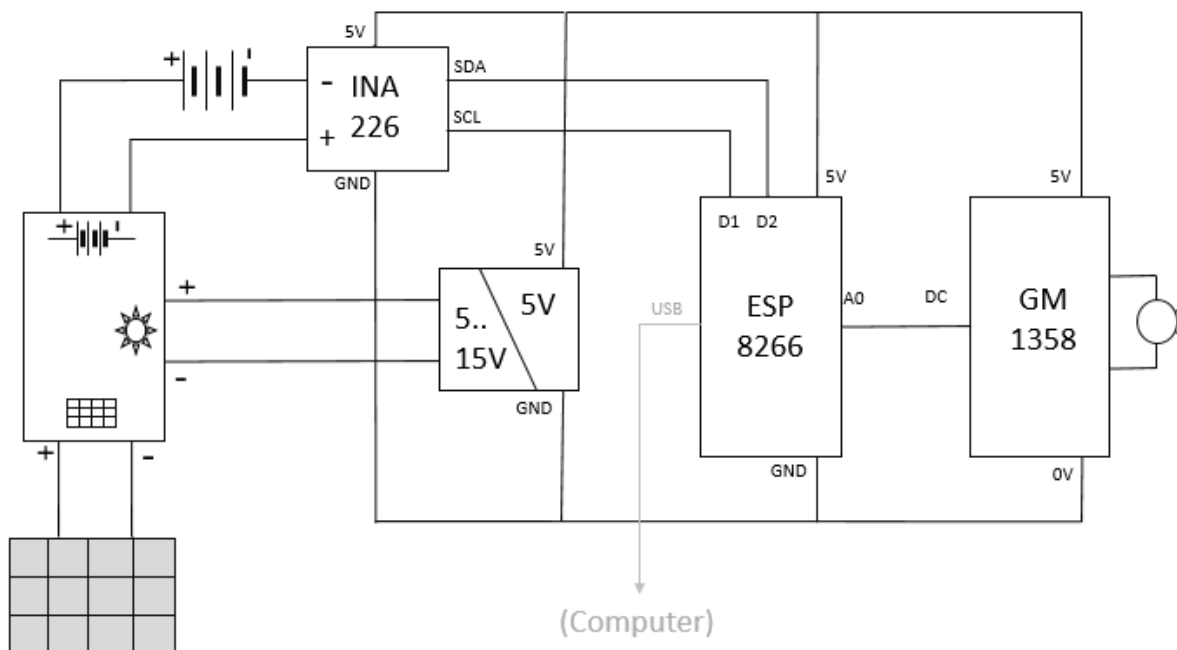 5V
+
-
INA
226
+
SDA
SCL
GND
+
5V
5V
D1 D2
+
-
5V
5..
15V
5V
GND
USB
ESP
8266
A0
DC
GM
1358
+
-
GND
0V
(Computer)